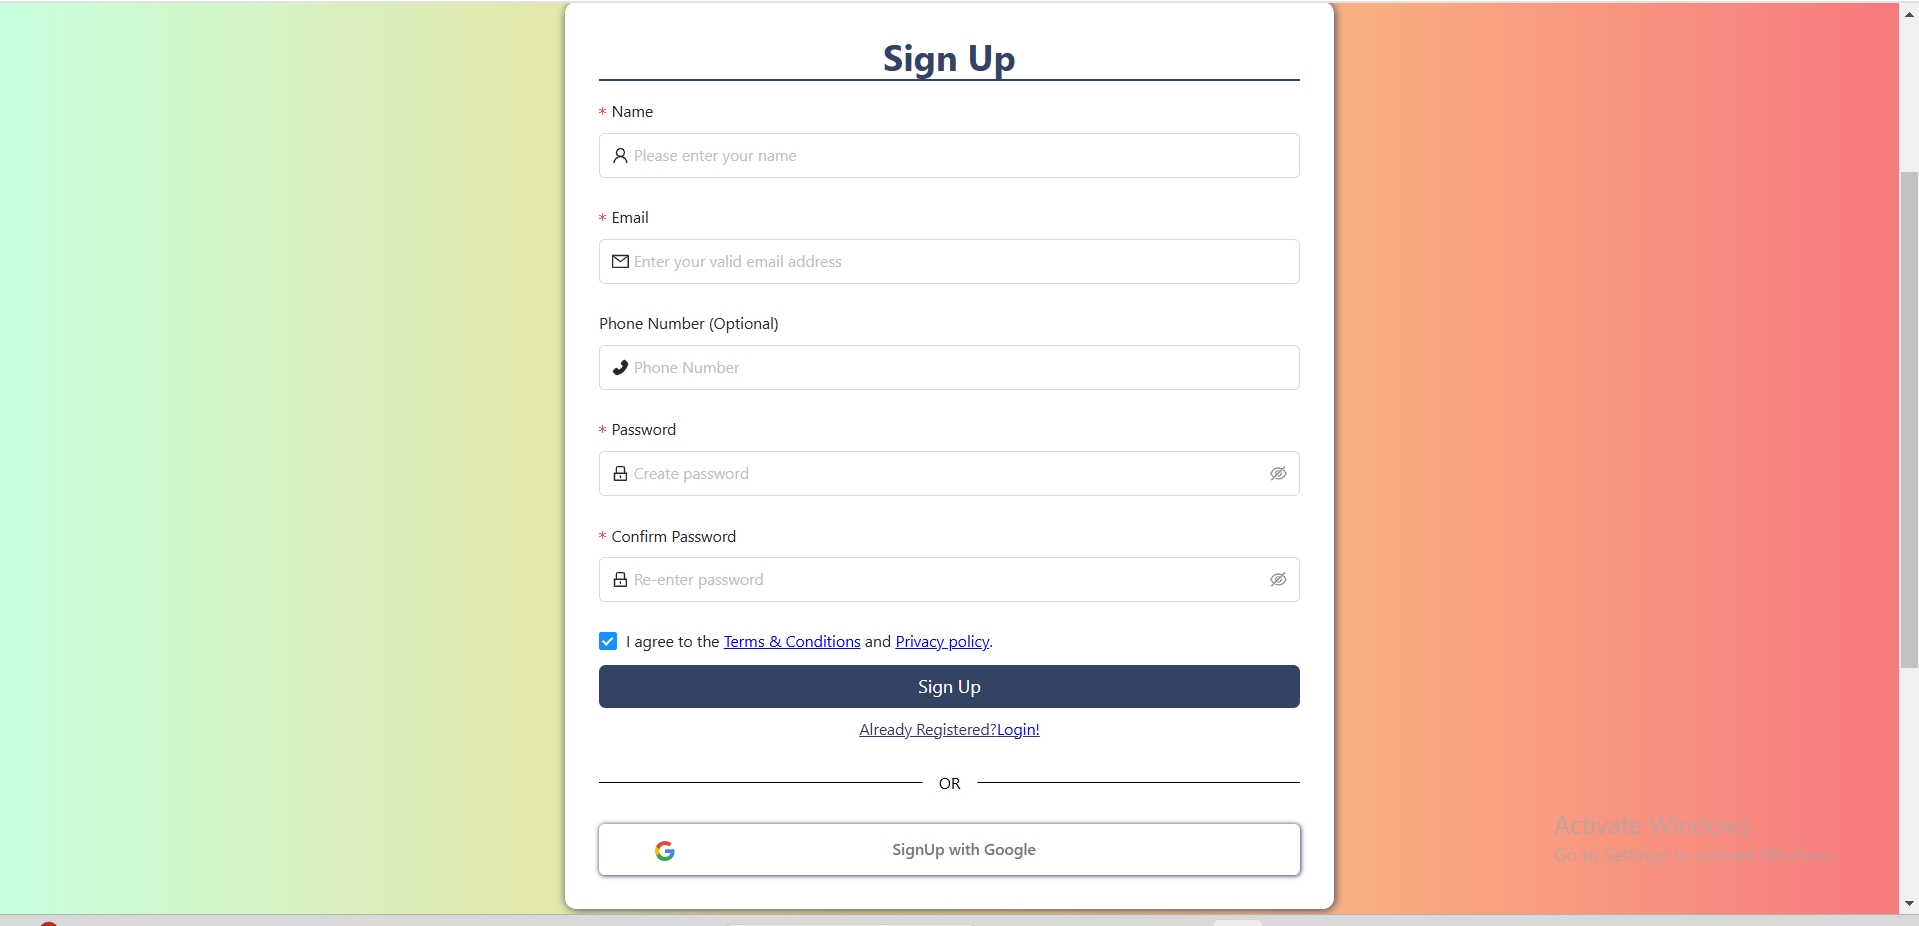 Sign Up
* Name
Please enter your name
* Email
Enter your valid email address
Phone Number (Optional)
Phone Number
* Password
Create password
* Confirm Password
Re-enter password
I agree to the Terms & Conditions and Privacy policy.
Sign Up
Already Registered?Login!
OR
SignUp with Google
Activate Windows
Go to Settings to activate Windows.